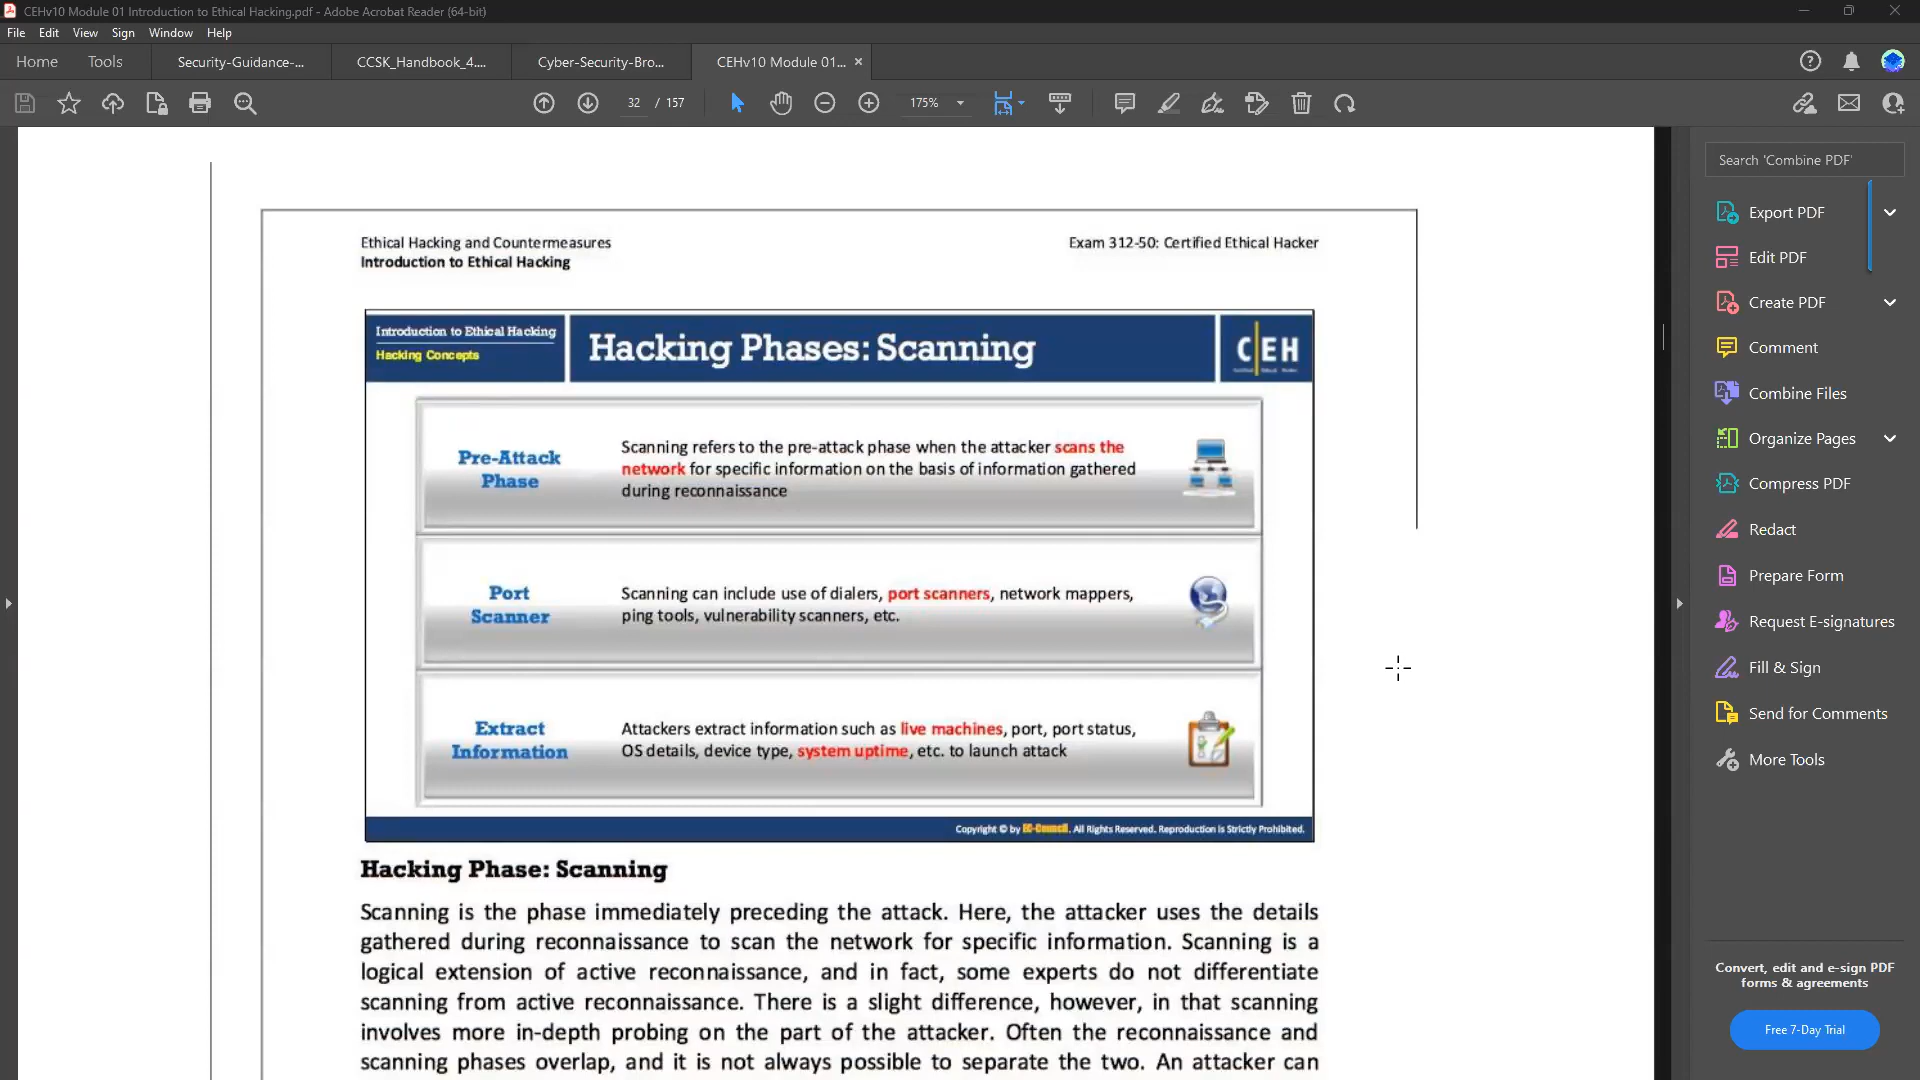 CEHv10 Module 01 Introduction to Ethical Hacking.pdf - Adobe Acrobat Reader (64-bit)
File Edit View Sign Window Help
Home Tools Security-Guidance-... CCSK_Handbook_4.... Cyber-Security-Bro... CEHv10 Module 01...
32 / 157 175%
Search 'Combine PDF'
Export PDF
Edit PDF
Create PDF
Comment
Combine Files
Organize Pages
Compress PDF
Redact
Prepare Form
Request E-signatures
Fill & Sign
Send for Comments
More Tools
Convert, edit and e-sign PDF
forms & agreements
Free 7-Day Trial
Ethical Hacking and Countermeasures Exam 312-50: Certified Ethical Hacker
Introduction to Ethical Hacking
Introduction to Ethical Hacking
Hacking Concepts
Hacking Phases: Scanning
C|EH
Pre-Attack
Phase
Scanning refers to the pre-attack phase when the attacker scans the
network for specific information on the basis of information gathered
during reconnaissance
Port
Scanner
Scanning can include use of dialers, port scanners, network mappers,
ping tools, vulnerability scanners, etc.
Extract
Information
Attackers extract information such as live machines, port, port status,
OS details, device type, system uptime, etc. to launch attack
Copyright © by EC-Council. All Rights Reserved. Reproduction is Strictly Prohibited.
Hacking Phase: Scanning
Scanning is the phase immediately preceding the attack. Here, the attacker uses the details
gathered during reconnaissance to scan the network for specific information. Scanning is a
logical extension of active reconnaissance, and in fact, some experts do not differentiate
scanning from active reconnaissance. There is a slight difference, however, in that scanning
involves more in-depth probing on the part of the attacker. Often the reconnaissance and
scanning phases overlap, and it is not always possible to separate the two. An attacker can